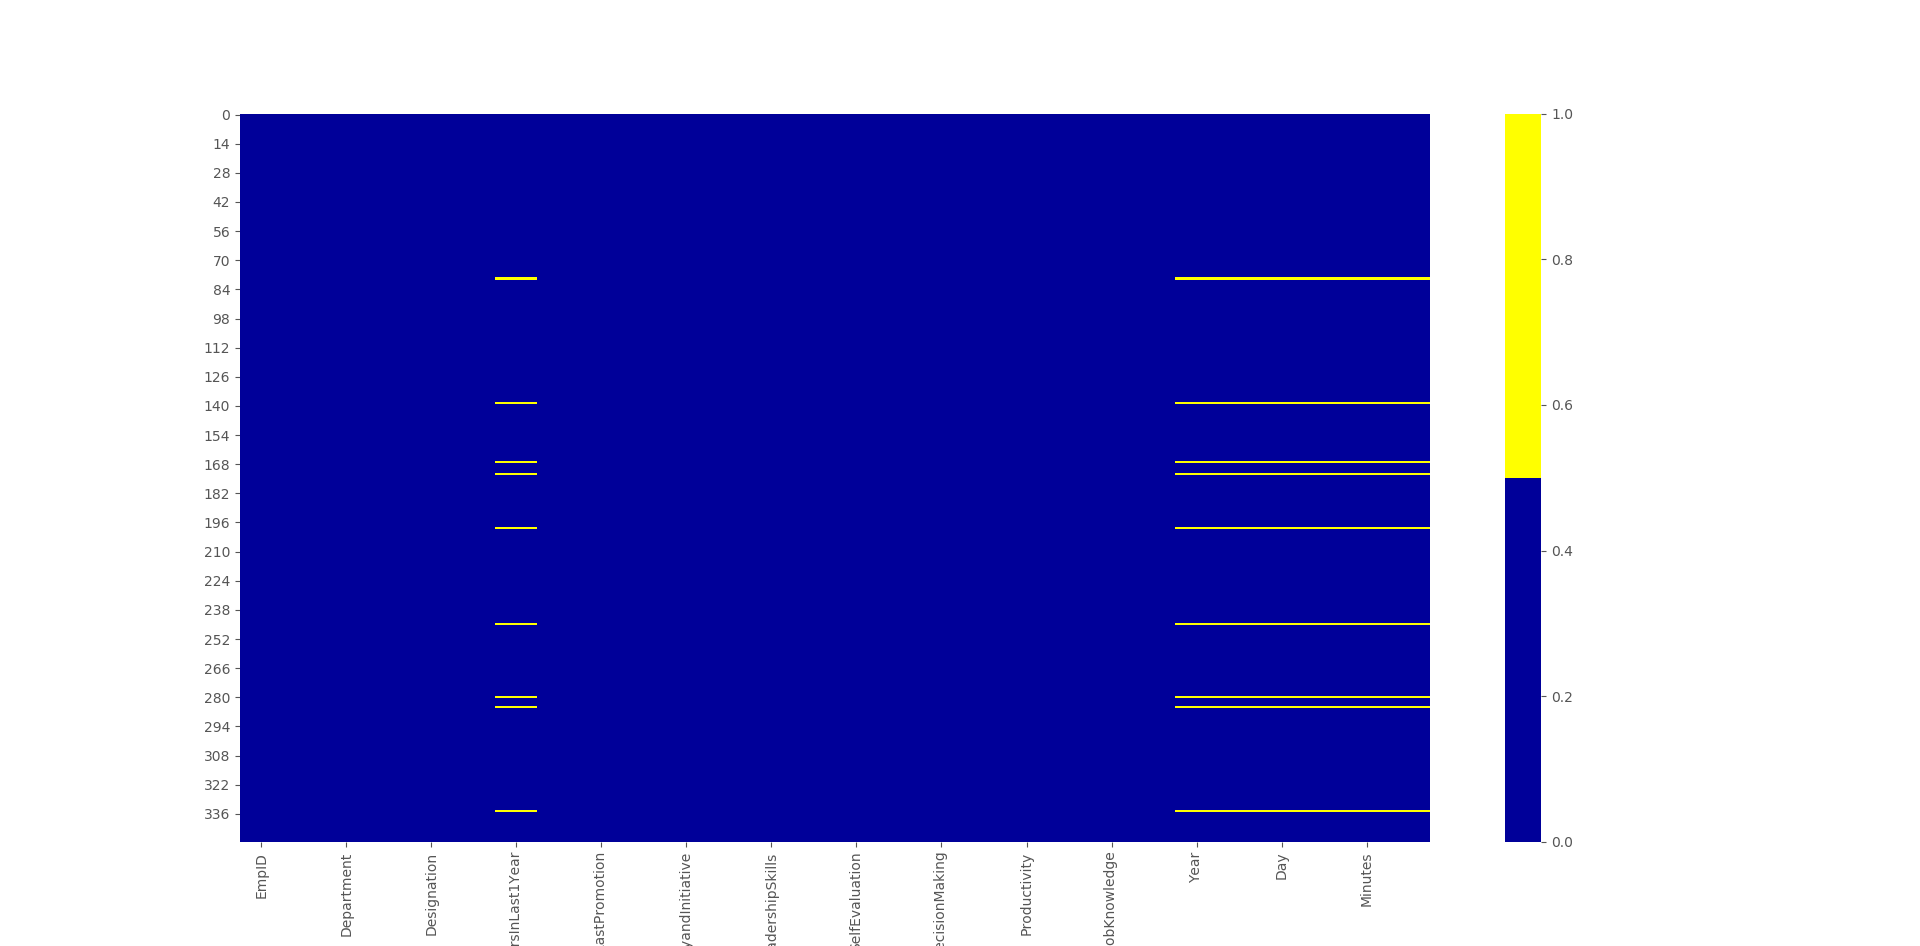 0
14
28
42
56
70
84
98
112
126
140
154
168
182
196
210
224
238
252
266
280
294
308
322
336
EmpID
Department
Designation
rsInLast1Year
astPromotion
yandInitiative
adershipSkills
elfEvaluation
ecisionMaking
Productivity
obKnowledge
Year
Day
Minutes
1.0
0.8
0.6
0.4
0.2
0.0